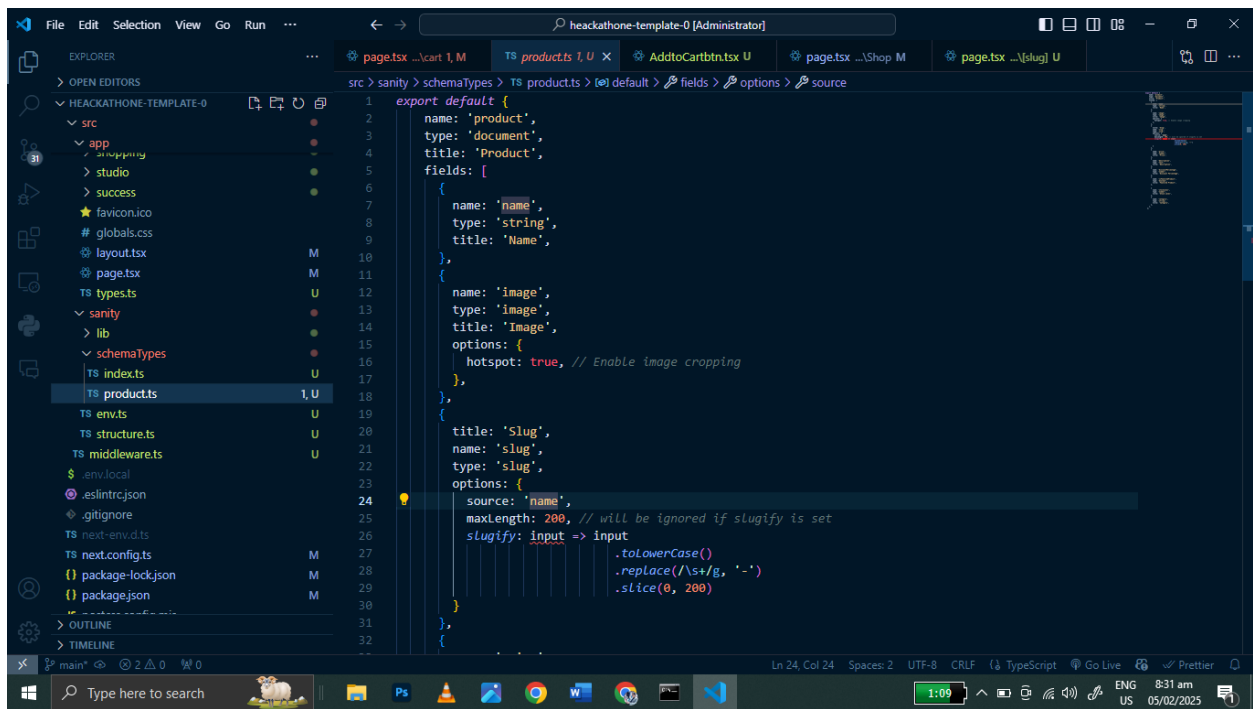 File Edit Selection View Go Run ··· heackathone-template-0 [Administrator]
EXPLORER ···
page.tsx ...\cart 1, M TS product.ts 1, U AddtoCartbtn.tsx U page.tsx ...\Shop M page.tsx ...\[slug] U ···
OPEN EDITORS
src > sanity > schemaTypes > TS product.ts > default > fields > options > source
HEACKATHONE-TEMPLATE-0
src
app
shopping
studio
success
favicon.ico
# globals.css
layout.tsx M
page.tsx M
TS types.ts U
sanity
lib
schemaTypes
TS index.ts U
TS product.ts 1, U
TS env.ts U
TS structure.ts U
TS middleware.ts U
$ .env.local
.eslintrc.json
.gitignore
TS next-env.d.ts
TS next.config.ts M
{} package-lock.json M
{} package.json M
OUTLINE
TIMELINE
31
1 export default {
2 name: 'product',
3 type: 'document',
4 title: 'Product',
5 fields: [
6 {
7 name: 'name',
8 type: 'string',
9 title: 'Name',
10 },
11 {
12 name: 'image',
13 type: 'image',
14 title: 'Image',
15 options: {
16 hotspot: true, // Enable image cropping
17 },
18 },
19 {
20 title: 'Slug',
21 name: 'slug',
22 type: 'slug',
23 options: {
24 source: 'name',
25 maxLength: 200, // will be ignored if slugify is set
26 slugify: input => input
27 .toLowerCase()
28 .replace(/\s+/g, '-')
29 .slice(0, 200)
30 }
31 },
32 {
main* 2 0 0 Ln 24, Col 24 Spaces: 2 UTF-8 CRLF TypeScript Go Live Prettier
Type here to search Ps 1:09 ENG US 8:31 am 05/02/2025 1